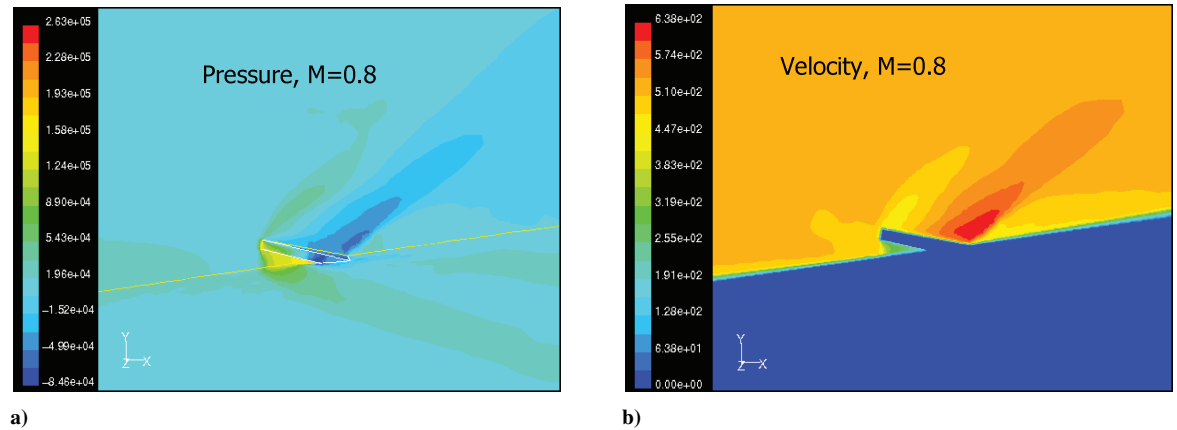 2.63e+05
2.28e+05
1.93e+05
1.58e+05
1.24e+05
8.90e+04
5.43e+04
1.96e+04
-1.52e+04
-4.99e+04
-8.46e+04
Pressure, M=0.8
Y
Z X
a)
6.38e+02
5.74e+02
5.10e+02
4.47e+02
3.83e+02
3.19e+02
2.55e+02
1.91e+02
1.28e+02
6.38e+01
0.00e+00
Velocity, M=0.8
Y
Z X
b)